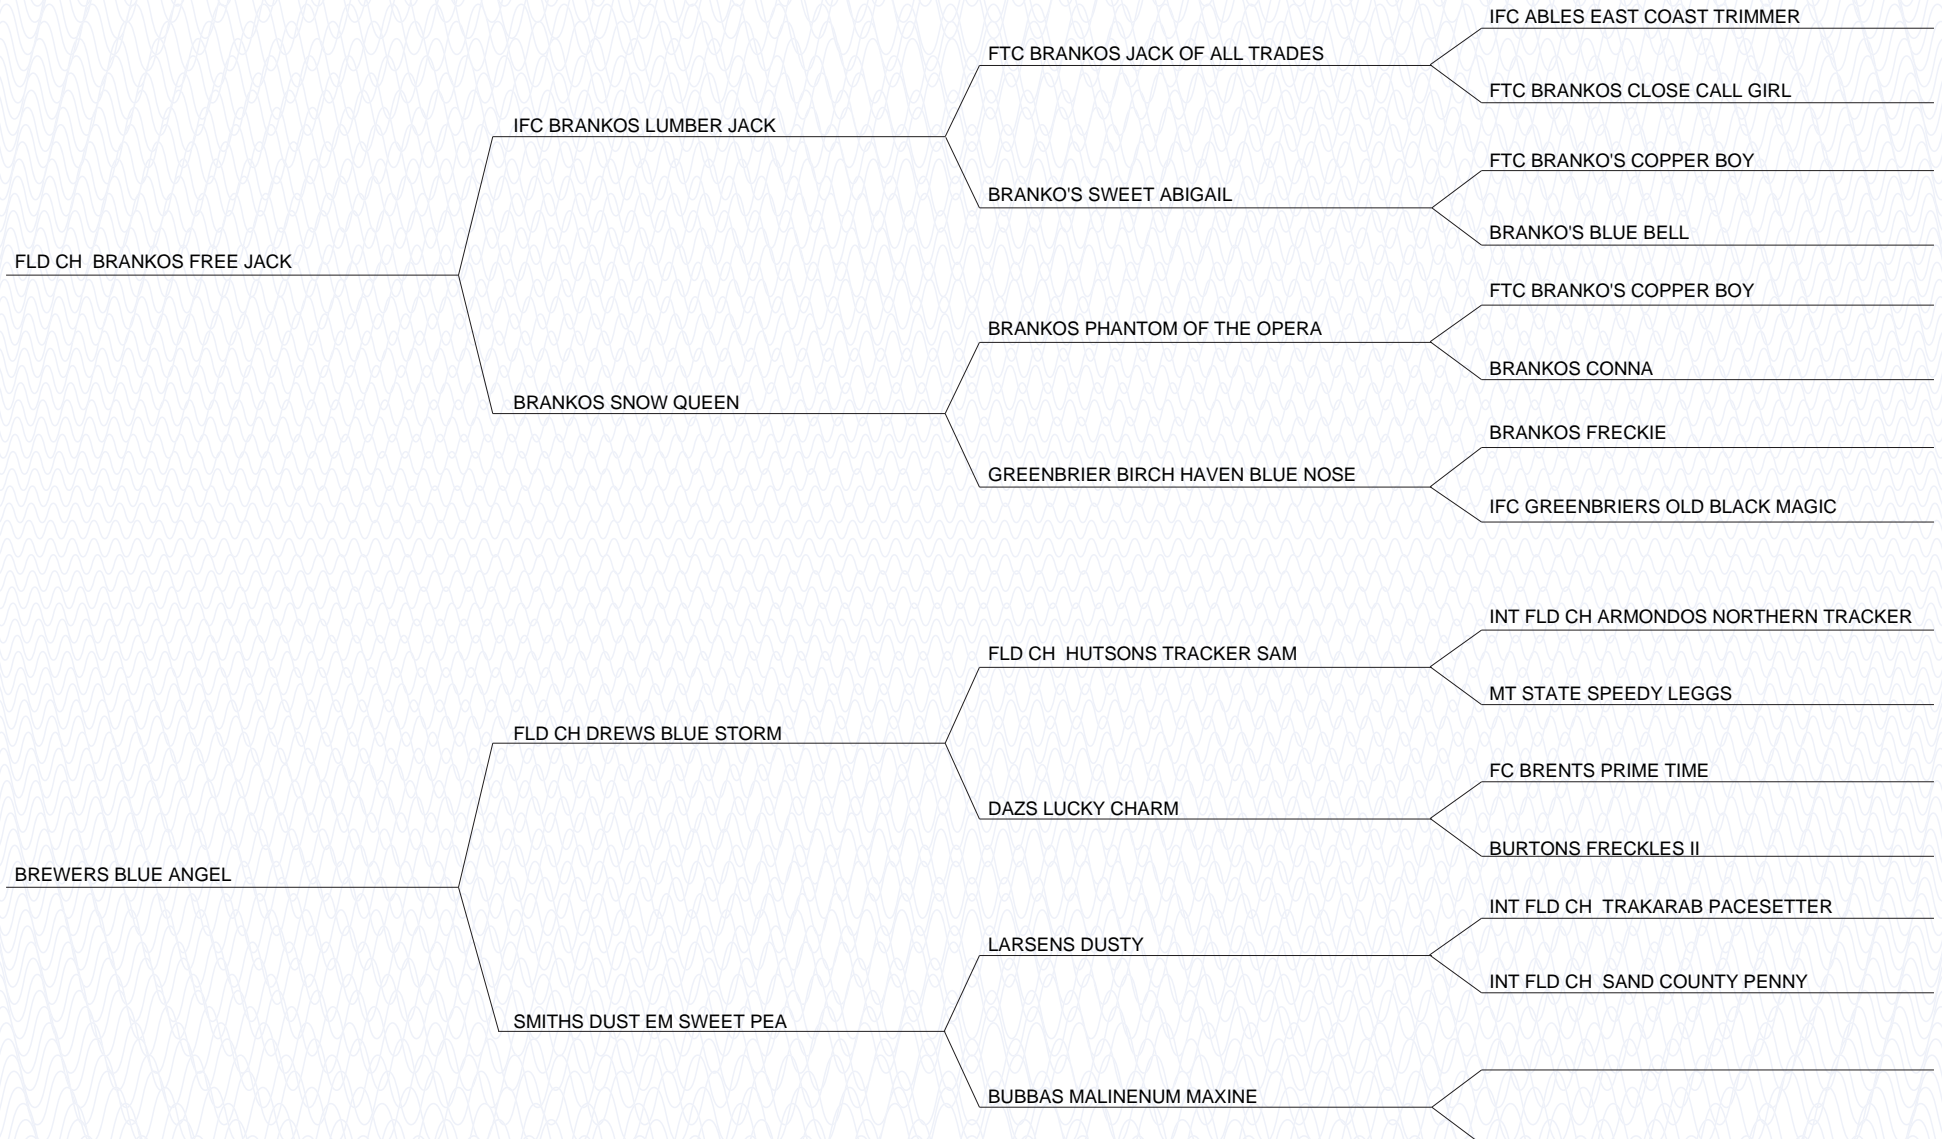 IFC ABLES EAST COAST TRIMMER
FTC BRANKOS JACK OF ALL TRADES
FTC BRANKOS CLOSE CALL GIRL
IFC BRANKOS LUMBER JACK
FTC BRANKO'S COPPER BOY
BRANKO'S SWEET ABIGAIL
BRANKO'S BLUE BELL
FLD CH  BRANKOS FREE JACK
FTC BRANKO'S COPPER BOY
BRANKOS PHANTOM OF THE OPERA
BRANKOS CONNA
BRANKOS SNOW QUEEN
BRANKOS FRECKIE
GREENBRIER BIRCH HAVEN BLUE NOSE
IFC GREENBRIERS OLD BLACK MAGIC
INT FLD CH ARMONDOS NORTHERN TRACKER
FLD CH  HUTSONS TRACKER SAM
MT STATE SPEEDY LEGGS
FLD CH DREWS BLUE STORM
FC BRENTS PRIME TIME
DAZS LUCKY CHARM
BURTONS FRECKLES II
BREWERS BLUE ANGEL
INT FLD CH  TRAKARAB PACESETTER
LARSENS DUSTY
INT FLD CH  SAND COUNTY PENNY
SMITHS DUST EM SWEET PEA
BUBBAS MALINENUM MAXINE